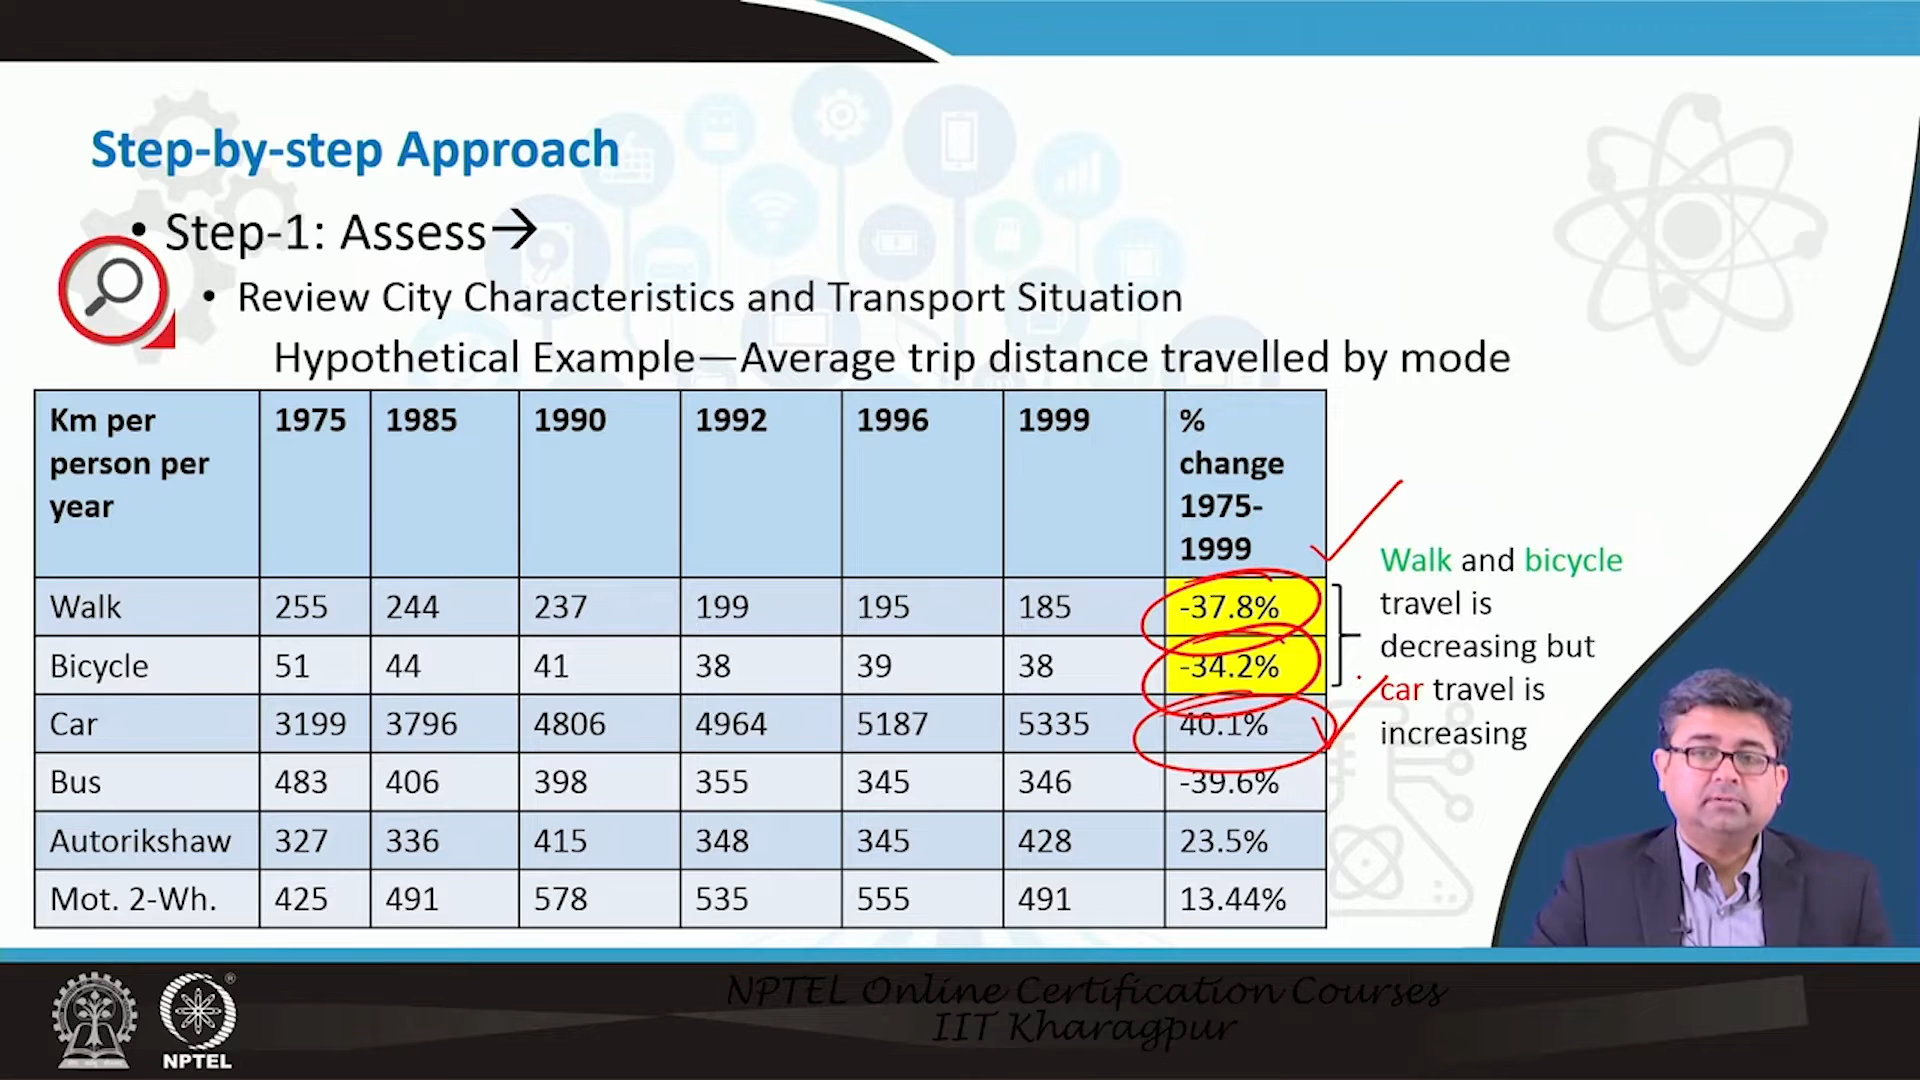 Step-by-step Approach
• Step-1: Assess→
• Review City Characteristics and Transport Situation
Hypothetical Example—Average trip distance travelled by mode
Km per person per year 1975 1985 1990 1992 1996 1999 % change 1975-1999
Walk 255 244 237 199 195 185 -37.8%
Bicycle 51 44 41 38 39 38 -34.2%
Car 3199 3796 4806 4964 5187 5335 40.1%
Bus 483 406 398 355 345 346 -39.6%
Autorikshaw 327 336 415 348 345 428 23.5%
Mot. 2-Wh. 425 491 578 535 555 491 13.44%
Walk and bicycle
travel is
decreasing but
car travel is
increasing
NPTEL Online Certification Courses
IIT Kharagpur
®
NPTEL